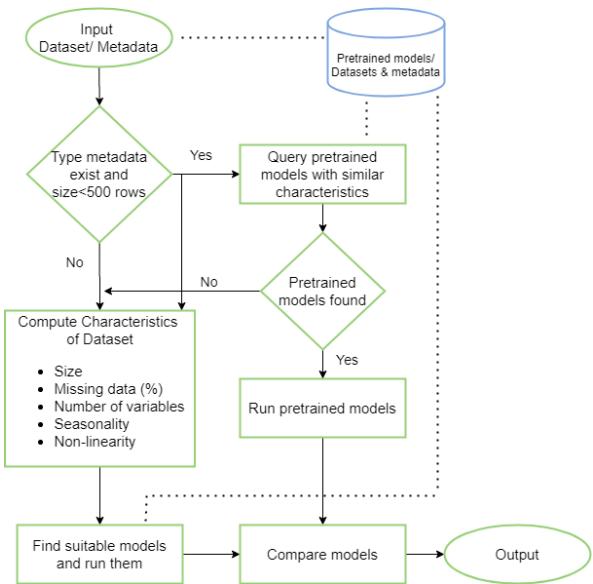 Input
Dataset/ Metadata
Pretrained models/
Datasets & metadata
Type metadata
exist and
size<500 rows
Yes
Query pretrained
models with similar
characteristics
No
No
Pretrained
models found
Compute Characteristics
of Dataset
• Size
• Missing data (%)
• Number of variables
• Seasonality
• Non-linearity
Yes
Run pretrained models
Find suitable models
and run them
Compare models
Output